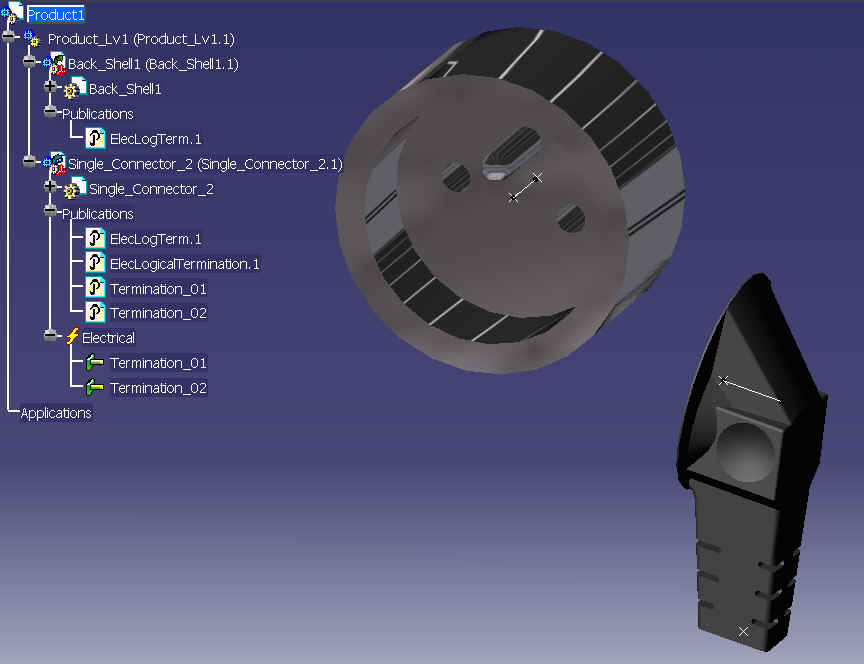 Product1
Product_Lv1 (Product_Lv1.1)
Back_Shell1 (Back_Shell1.1)
Back_Shell1
Publications
ElecLogTerm.1
Single_Connector_2 (Single_Connector_2.1)
Single_Connector_2
Publications
ElecLogTerm.1
ElecLogicalTermination.1
Termination_01
Termination_02
Electrical
Termination_01
Termination_02
Applications